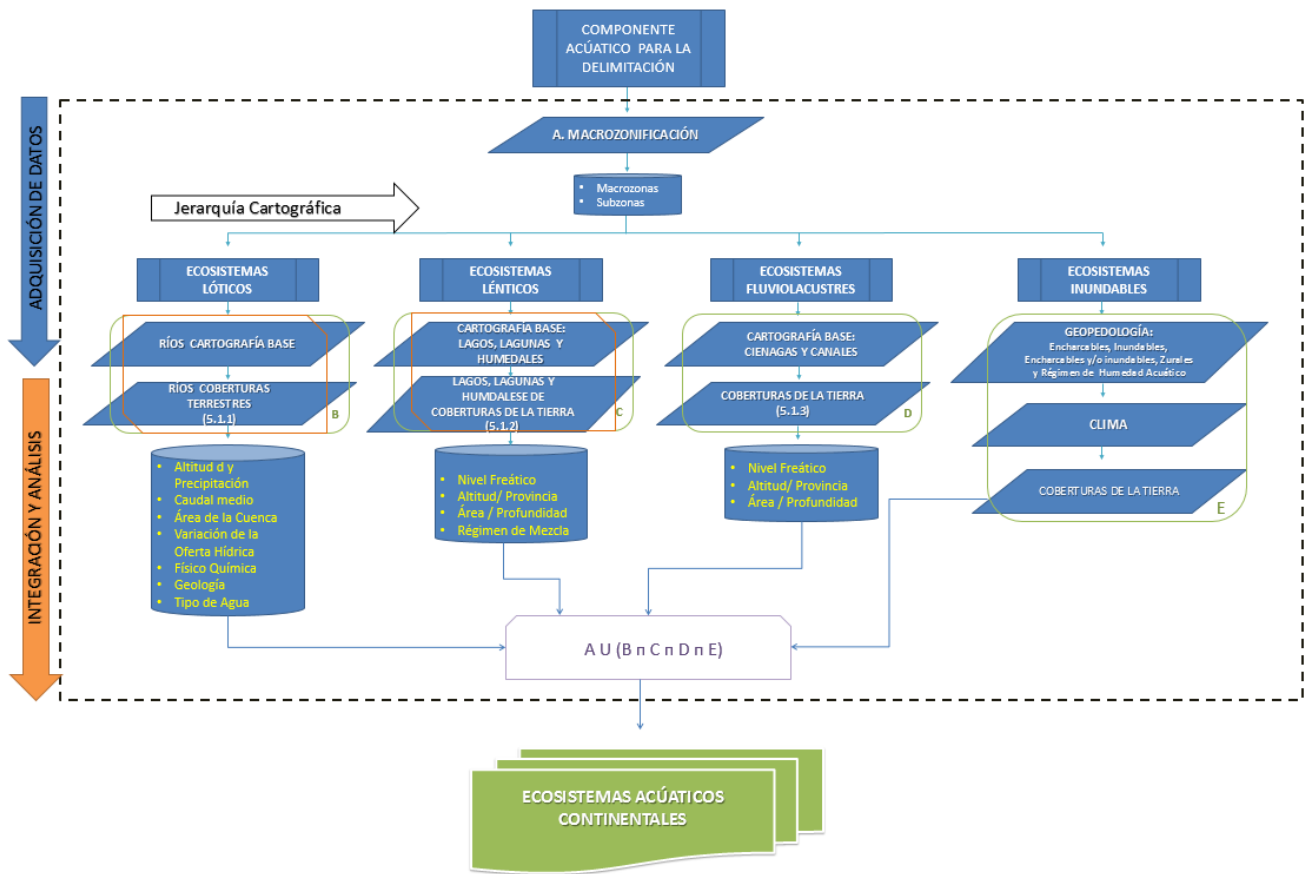 COMPONENTE
ACÚATICO PARA LA
DELIMITACIÓN
ADQUISICIÓN DE DATOS
A. MACROZONIFICACIÓN
▪ Macrozonas
▪ Subzonas
Jerarquía Cartográfica
ECOSISTEMAS
LÓTICOS
ECOSISTEMAS
LÉNTICOS
ECOSISTEMAS
FLUVIOLACUSTRES
ECOSISTEMAS
INUNDABLES
RÍOS CARTOGRAFÍA BASE
RÍOS COBERTURAS
TERRESTRES
(5.1.1)
B
CARTOGRAFÍA BASE:
LAGOS, LAGUNAS Y
HUMEDALES
LAGOS, LAGUNAS Y
HUMDALESE DE
COBERTURAS DE LA TIERRA
(5.1.2)
C
CARTOGRAFÍA BASE:
CIENAGAS Y CANALES
COBERTURAS DE LA TIERRA
(5.1.3)
D
GEOPEDOLOGÍA:
Encharcables, Inundables,
Encharcables y/o inundables, Zurales
y Régimen de Humedad Acuático
CLIMA
COBERTURAS DE LA TIERRA
E
INTEGRACIÓN Y ANÁLISIS
• Altitud d y
Precipitación
• Caudal medio
• Área de la Cuenca
• Variación de la
Oferta Hídrica
• Físico Química
• Geología
• Tipo de Agua
• Nivel Freático
• Altitud/ Provincia
• Área / Profundidad
• Régimen de Mezcla
• Nivel Freático
• Altitud/ Provincia
• Área / Profundidad
A U (B п C п D п E)
ECOSISTEMAS ACÚATICOS
CONTINENTALES